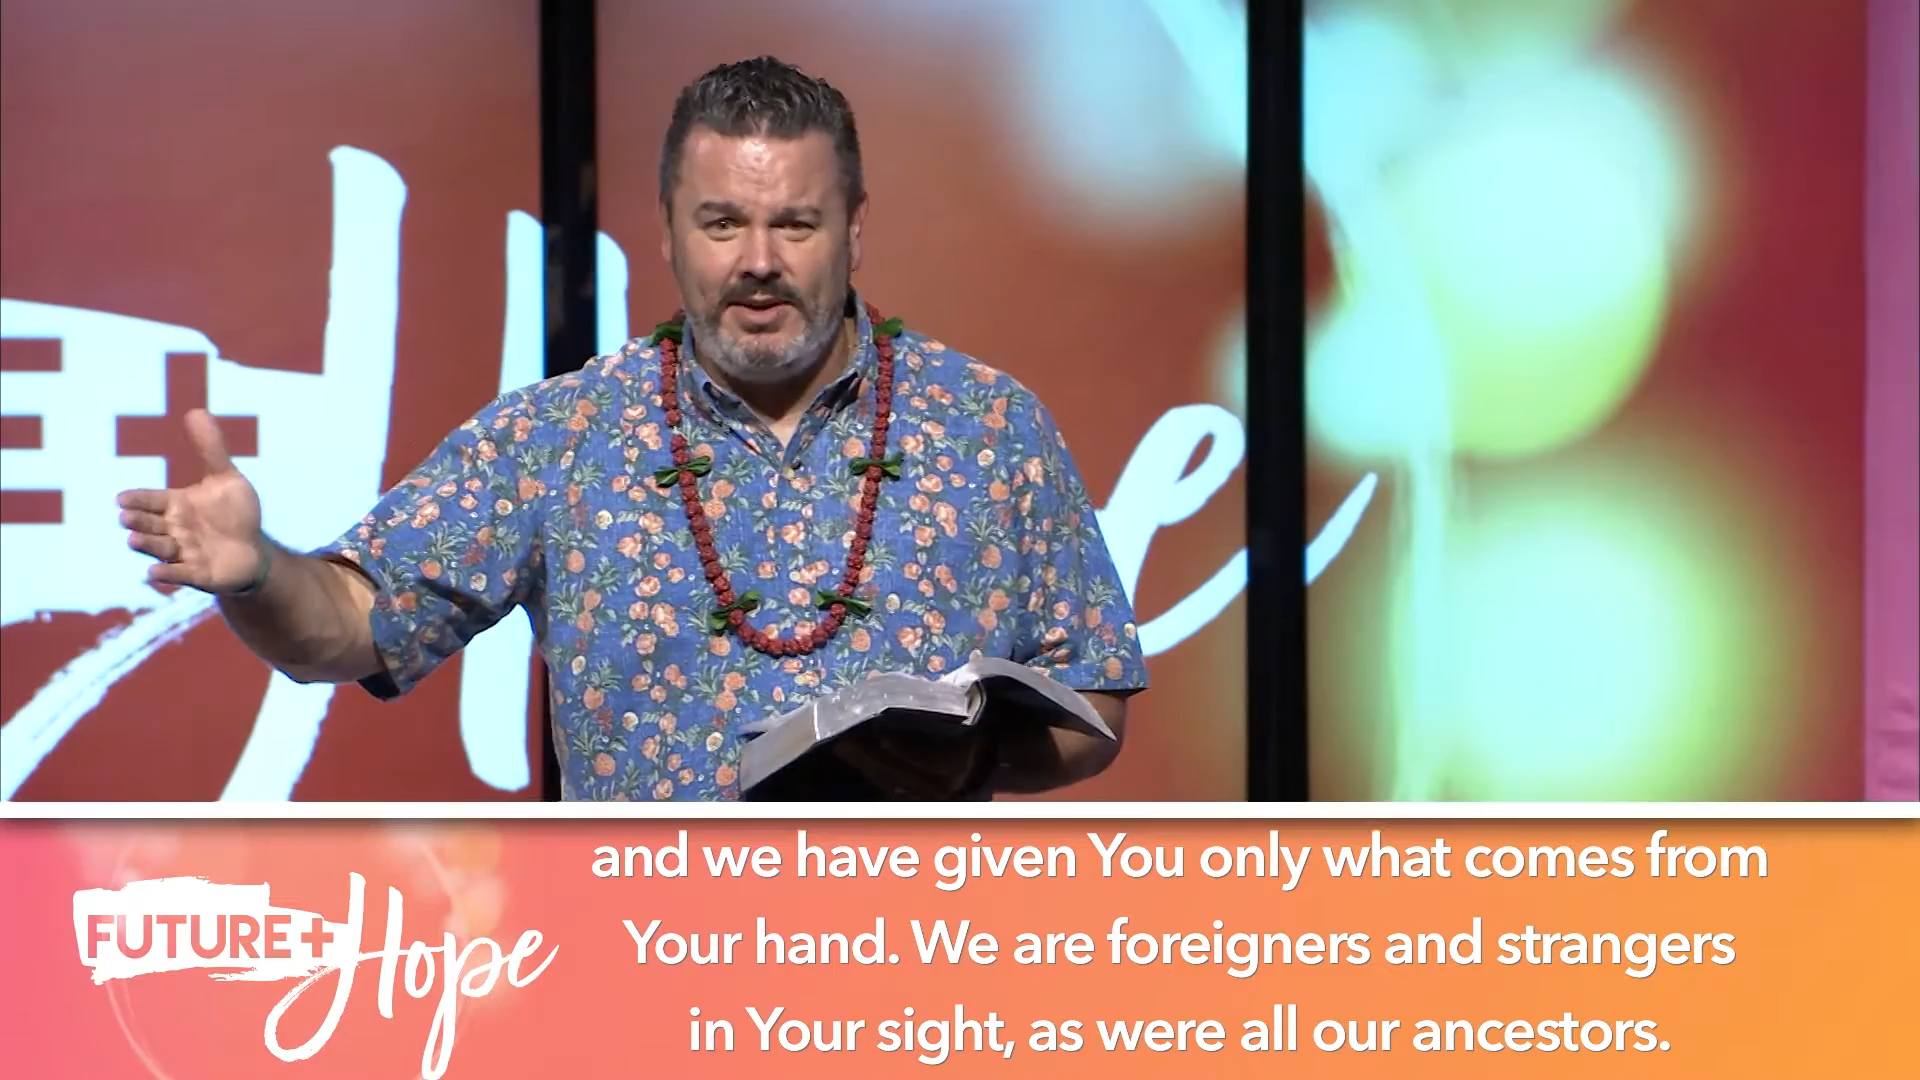 FUTURE+
Hope
and we have given You only what comes from
Your hand. We are foreigners and strangers
in Your sight, as were all our ancestors.